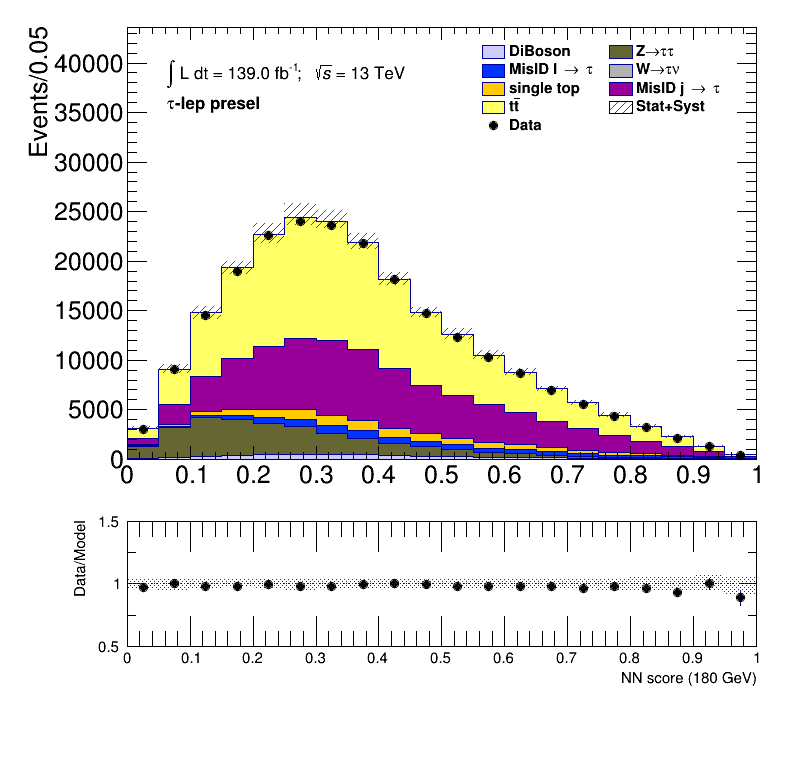 Events/0.05
40000
35000
30000
25000
20000
15000
10000
5000
0
∫ L dt = 139.0 fb⁻¹; √s = 13 TeV
τ-lep presel
DiBoson
MisID l → τ
single top
tt̄
Data
Z→ττ
W→τν
MisID j → τ
Stat+Syst
0 0.1 0.2 0.3 0.4 0.5 0.6 0.7 0.8 0.9 1
Data/Model
1.5
1
0.5
0 0.1 0.2 0.3 0.4 0.5 0.6 0.7 0.8 0.9 1
NN score (180 GeV)